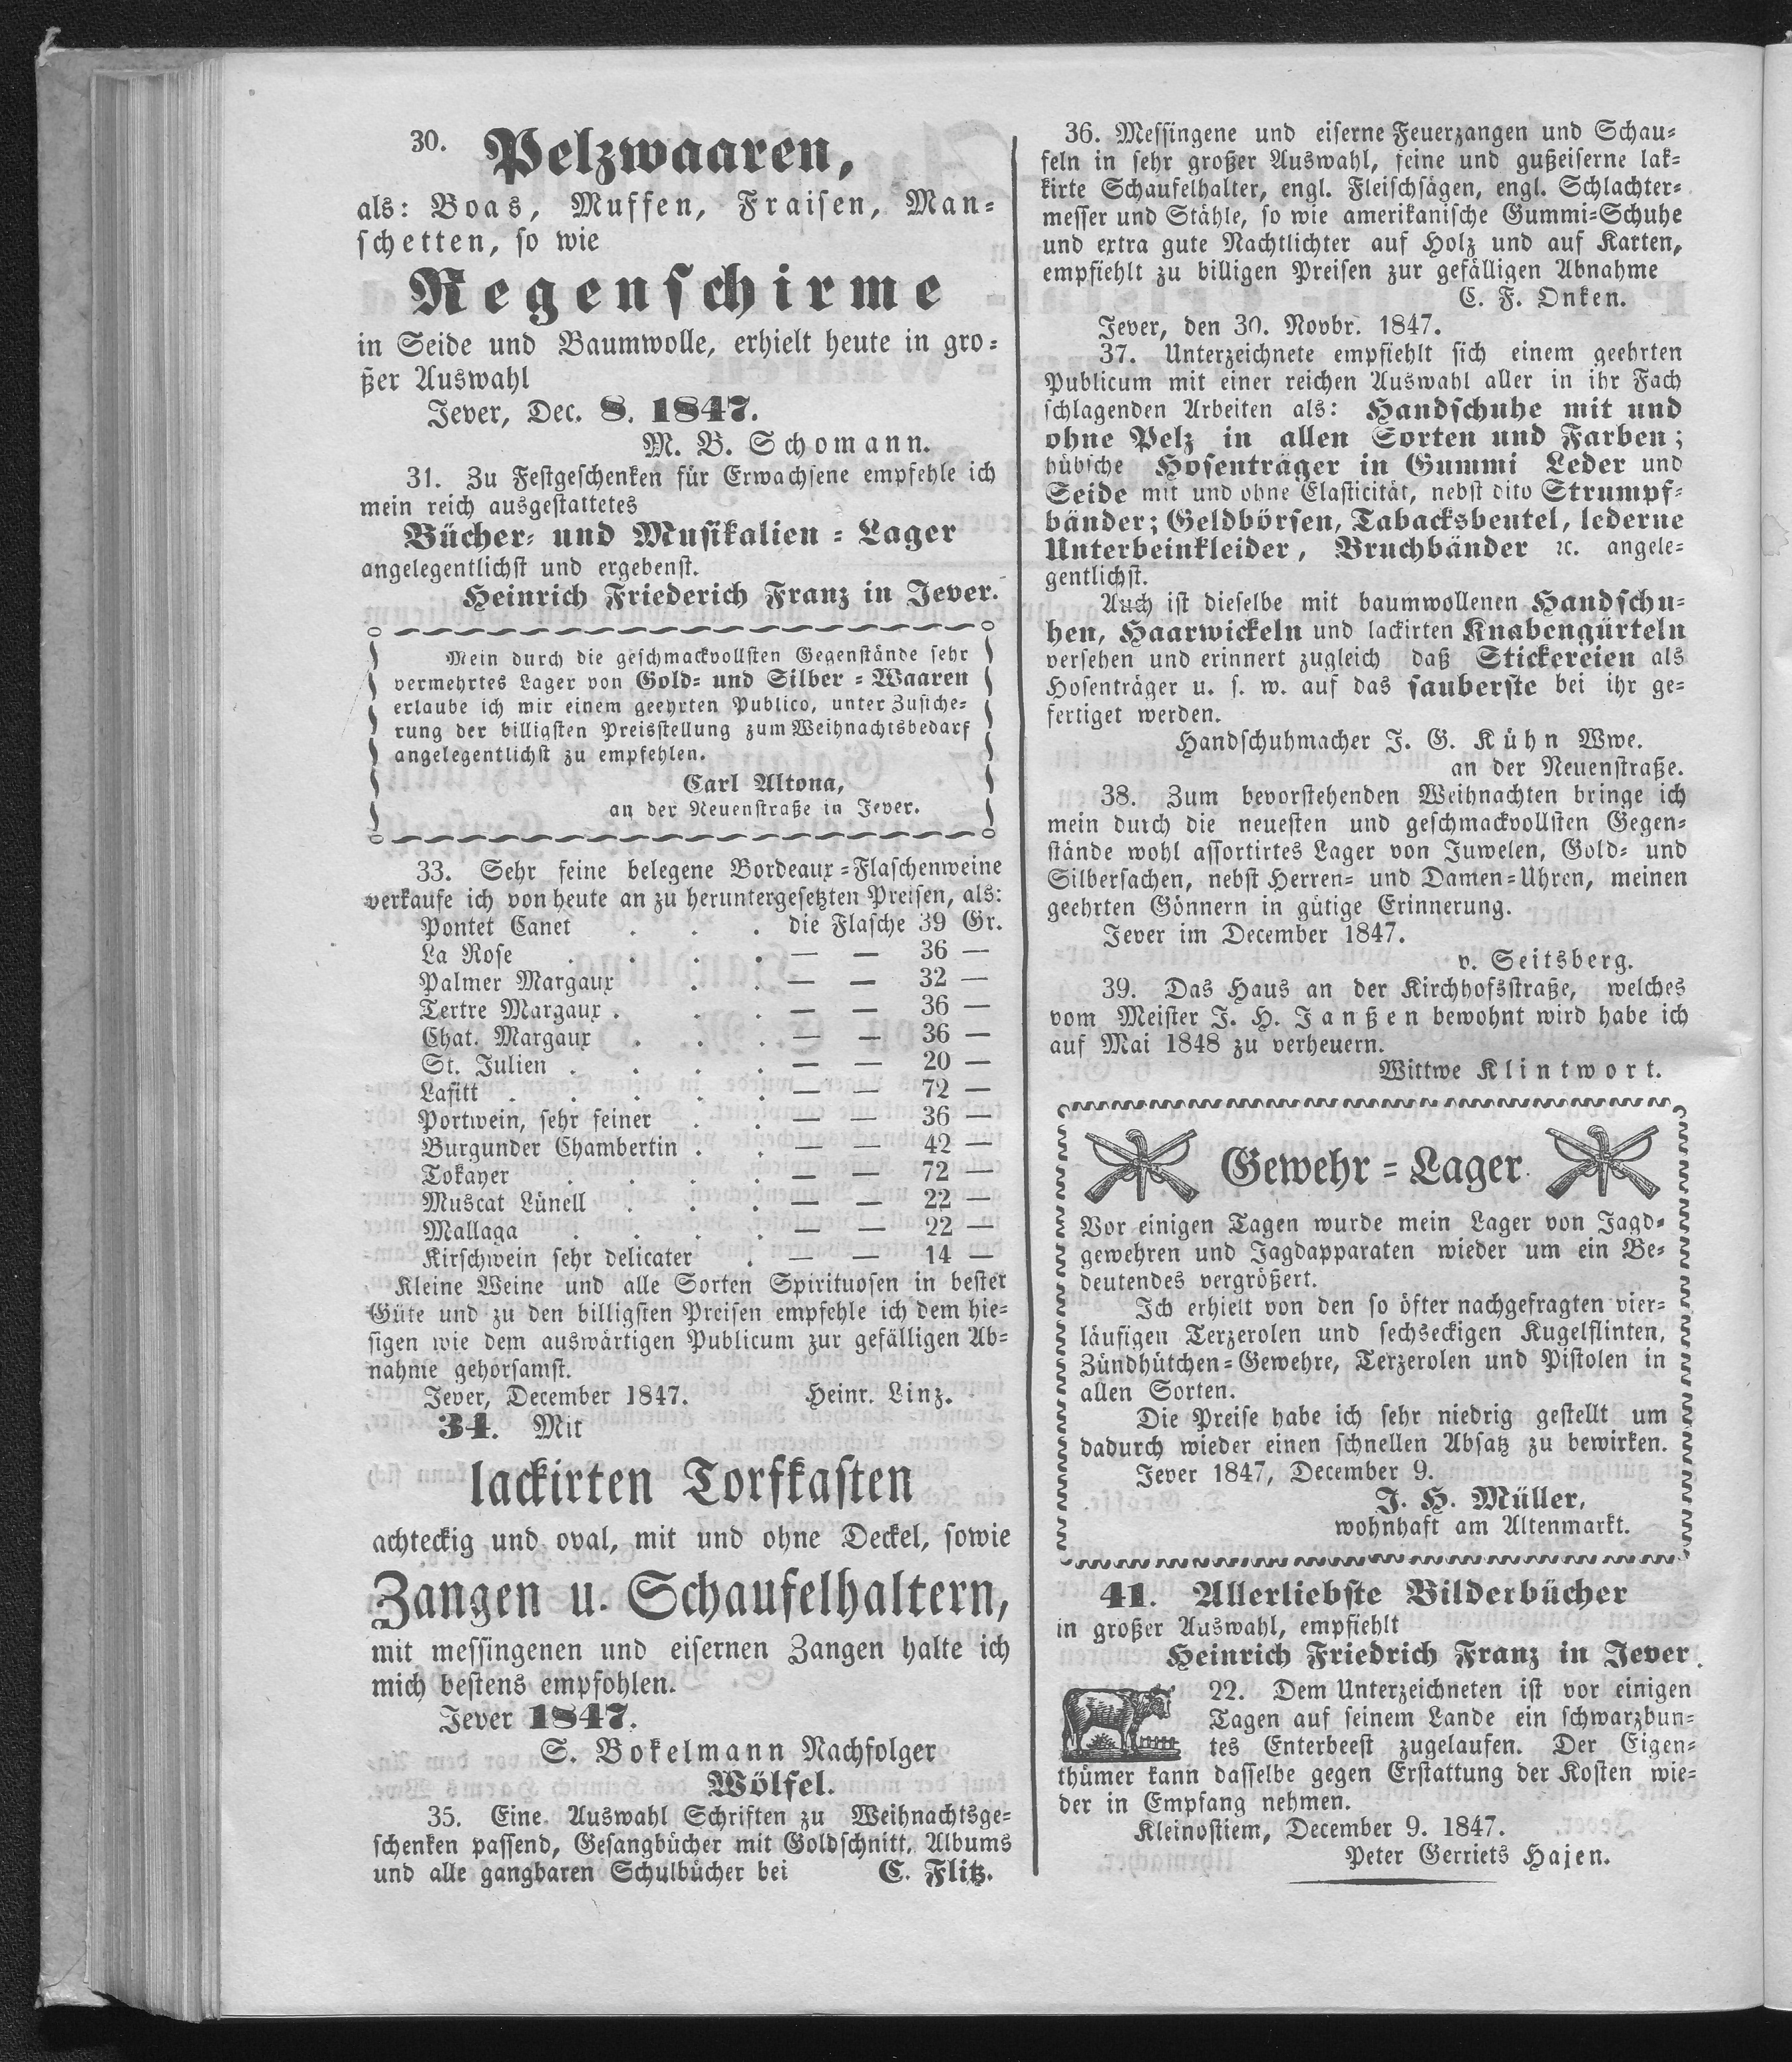 30. Pelzwaaren,
als: Boas, Muffen, Fraisen, Man-
schetten, so wie
Regenschirme
in Seide und Baumwolle, erhielt heute in gro-
ßer Auswahl
Jever, Dec. 8. 1847.
M. B. Schomann.
31. Zu Festgeschenken für Erwachsene empfehle ich
mein reich ausgestattetes
Bücher- und Musikalien-Lager
angelegentlichst und ergebenst.
Heinrich Friederich Franz in Jever.
Mein durch die geschmackvollsten Gegenstände sehr
vermehrtes Lager von Gold- und Silber-Waaren
erlaube ich mir einem geehrten Publico, unter Zusiche-
rung der billigsten Preisstellung zum Weihnachtsbedarf
angelegentlichst zu empfehlen.
Carl Altona,
an der Neuenstraße in Jever.
33. Sehr feine belegene Bordeaux-Flaschenweine
verkaufe ich von heute an zu heruntergesetzten Preisen, als:
Pontet Canet . . . die Flasche 39 Gr.
La Rose . . . . — — 36 —
Palmer Margaux . . — — 32 —
Tertre Margaux . . . — — 36 —
Chat. Margaux . . . — — 36 —
St. Julien . . . . — — 20 —
Lafitt . . . . . — — 72 —
Portwein, sehr feiner . . — — 36 —
Burgunder Chambertin . . — — 42 —
Tokayer . . . . — — 72 —
Muscat Lünell . . . — — 22 —
Mallaga . . . . — — 22 —
Kirschwein sehr delicater . — — 14 —
Kleine Weine und alle Sorten Spirituosen in bester
Güte und zu den billigsten Preisen empfehle ich dem hie-
sigen wie dem auswärtigen Publicum zur gefälligen Ab-
nahme gehorsamst.
Jever, December 1847. Heinr. Linz.
34. Mit
lackirten Torfkasten
achteckig und oval, mit und ohne Deckel, sowie
Zangen u. Schaufelhaltern,
mit messingenen und eisernen Zangen halte ich
mich bestens empfohlen.
Jever 1847.
S. Bokelmann Nachfolger
Wölfel.
35. Eine Auswahl Schriften zu Weihnachtsge-
schenken passend, Gesangbücher mit Goldschnitt, Albums
und alle gangbaren Schulbücher bei C. Flitz.
36. Messingene und eiserne Feuerzangen und Schau-
feln in sehr großer Auswahl, feine und gußeiserne lak-
kirte Schaufelhalter, engl. Fleischsägen, engl. Schlachter-
messer und Stähle, so wie amerikanische Gummi-Schuhe
und extra gute Nachtlichter auf Holz und auf Karten,
empfiehlt zu billigen Preisen zur gefälligen Abnahme
C. F. Onken.
Jever, den 30. Novbr. 1847.
37. Unterzeichnete empfiehlt sich einem geehrten
Publicum mit einer reichen Auswahl aller in ihr Fach
schlagenden Arbeiten als: Handschuhe mit und
ohne Pelz in allen Sorten und Farben;
hübsche Hosenträger in Gummi Leder und
Seide mit und ohne Elasticität, nebst dito Strumpf-
bänder; Geldbörsen, Tabacksbeutel, lederne
Unterbeinkleider, Bruchbänder ꝛc. angele-
gentlichst.
Auch ist dieselbe mit baumwollenen Handschu-
hen, Haarwickeln und lackirten Knabengürteln
versehen und erinnert zugleich daß Stickereien als
Hosenträger u. s. w. auf das sauberste bei ihr ge-
fertiget werden.
Handschuhmacher J. G. Kühn Wwe.
an der Neuenstraße.
38. Zum bevorstehenden Weihnachten bringe ich
mein durch die neuesten und geschmackvollsten Gegen-
stände wohl assortirtes Lager von Juwelen, Gold- und
Silbersachen, nebst Herren- und Damen-Uhren, meinen
geehrten Gönnern in gütige Erinnerung.
Jever im December 1847.
v. Seitsberg.
39. Das Haus an der Kirchhofsstraße, welches
vom Meister J. H. Janßen bewohnt wird habe ich
auf Mai 1848 zu verheuern.
Wittwe Klintwort.
Gewehr-Lager.
Vor einigen Tagen wurde mein Lager von Jagd-
gewehren und Jagdapparaten wieder um ein Be-
deutendes vergrößert.
Ich erhielt von den so öfter nachgefragten vier-
läufigen Terzerolen und sechseckigen Kugelflinten,
Zündhütchen-Gewehre, Terzerolen und Pistolen in
allen Sorten.
Die Preise habe ich sehr niedrig gestellt um
dadurch wieder einen schnellen Absatz zu bewirken.
Jever 1847, December 9.
J. H. Müller,
wohnhaft am Altenmarkt.
41. Allerliebste Bilderbücher
in großer Auswahl, empfiehlt
Heinrich Friedrich Franz in Jever.
22. Dem Unterzeichneten ist vor einigen
Tagen auf seinem Lande ein schwarzbun-
tes Enterbeest zugelaufen. Der Eigen-
thümer kann dasselbe gegen Erstattung der Kosten wie-
der in Empfang nehmen.
Kleinostiem, December 9. 1847.
Peter Gerriets Hajen.